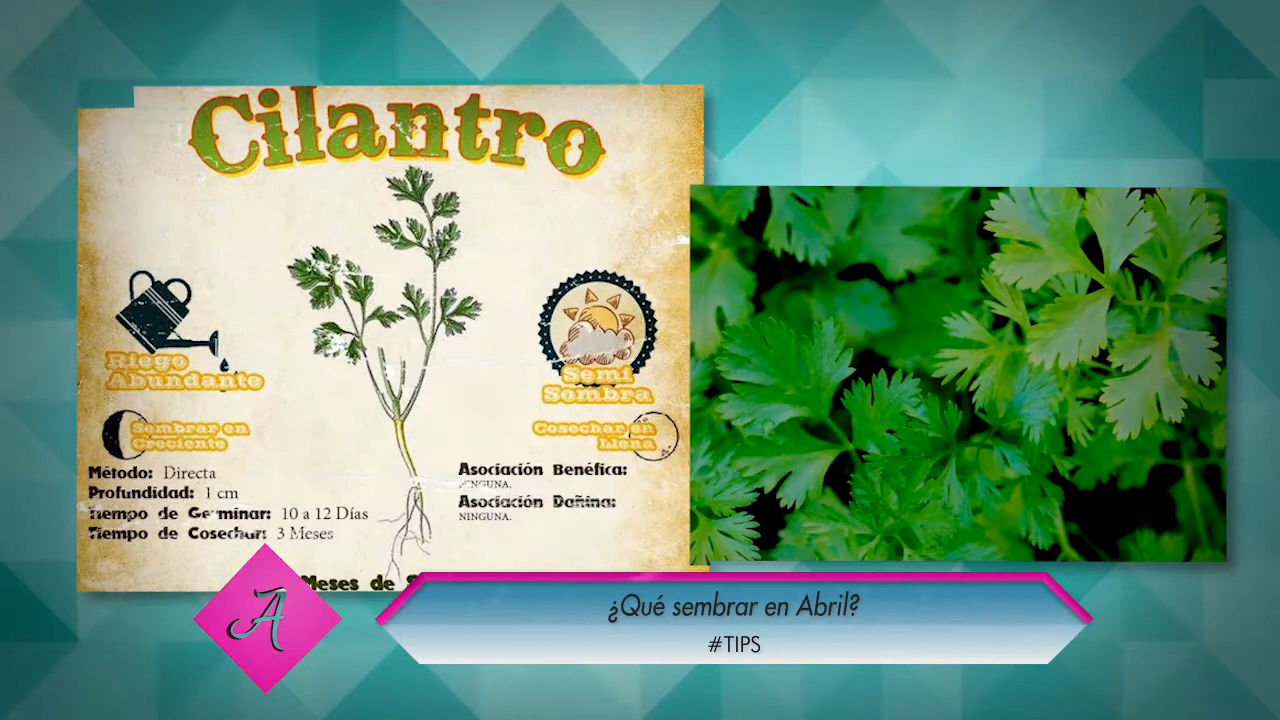 Cilantro
Riego
Abundante
Semi
Sombra
Sembrar en
Creciente
Cosechar en
Llena
Método: Directa
Profundidad: 1 cm
Tiempo de Germinar: 10 a 12 Días
Tiempo de Cosechar: 3 Meses
Asociación Benéfica:
NINGUNA.
Asociación Dañina:
NINGUNA.
Meses de
A
¿Qué sembrar en Abril?
#TIPS